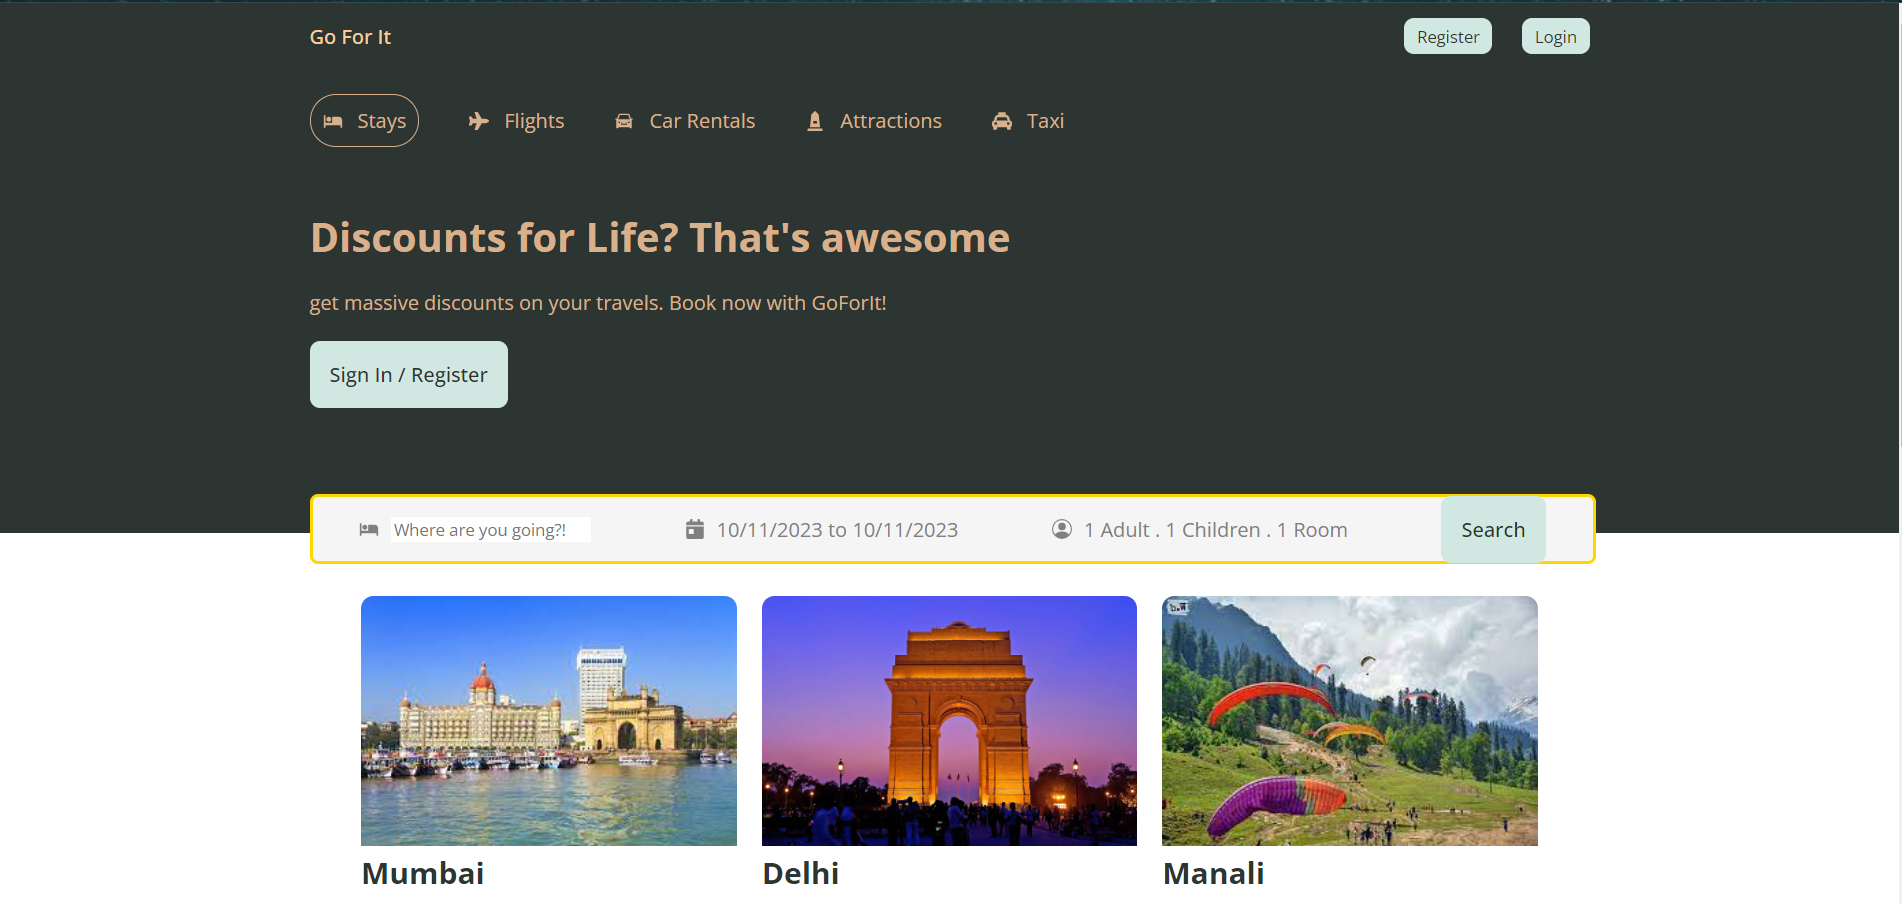 Go For It
Register
Login
Stays
Flights
Car Rentals
Attractions
Taxi
Discounts for Life? That's awesome
get massive discounts on your travels. Book now with GoForIt!
Sign In / Register
Where are you going?!
10/11/2023 to 10/11/2023
1 Adult . 1 Children . 1 Room
Search
Mumbai
Delhi
Manali